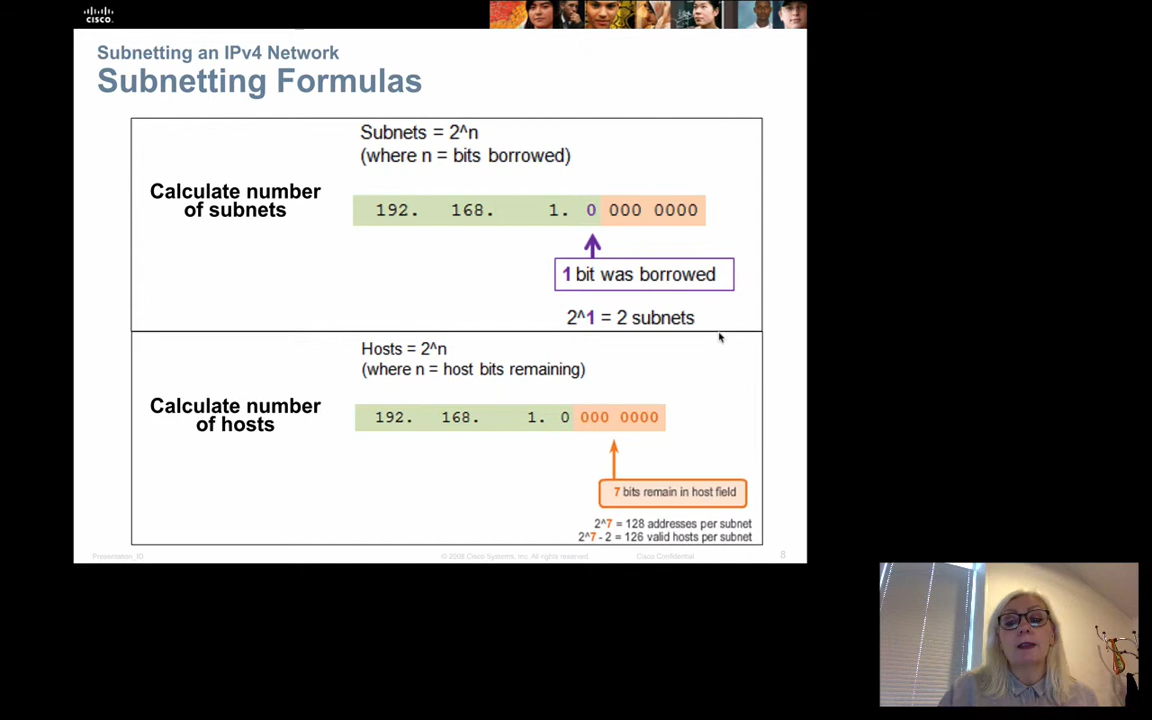 CISCO
Subnetting an IPv4 Network
Subnetting Formulas
Subnets = 2^n
(where n = bits borrowed)
Calculate number
of subnets
192. 168. 1. 0 000 0000
1 bit was borrowed
2^1 = 2 subnets
Hosts = 2^n
(where n = host bits remaining)
Calculate number
of hosts
192. 168. 1. 0 000 0000
7 bits remain in host field
2^7 = 128 addresses per subnet
2^7 - 2 = 126 valid hosts per subnet
Presentation_ID
© 2008 Cisco Systems, Inc. All rights reserved.
Cisco Confidential
8